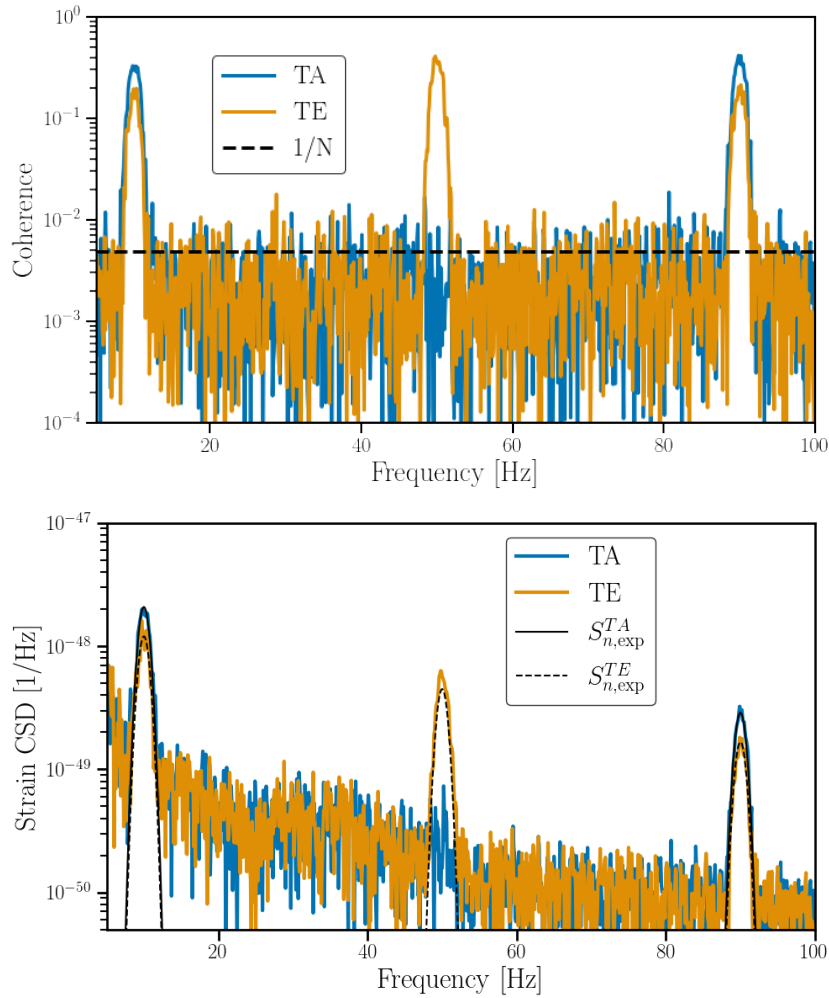 10⁰
10⁻¹
10⁻²
10⁻³
10⁻⁴
Coherence
TA
TE
1/N
20 40 60 80 100
Frequency [Hz]
10⁻⁴⁷
10⁻⁴⁸
10⁻⁴⁹
10⁻⁵⁰
Strain CSD [1/Hz]
TA
TE
S_{n,exp}^{TA}
S_{n,exp}^{TE}
20 40 60 80 100
Frequency [Hz]